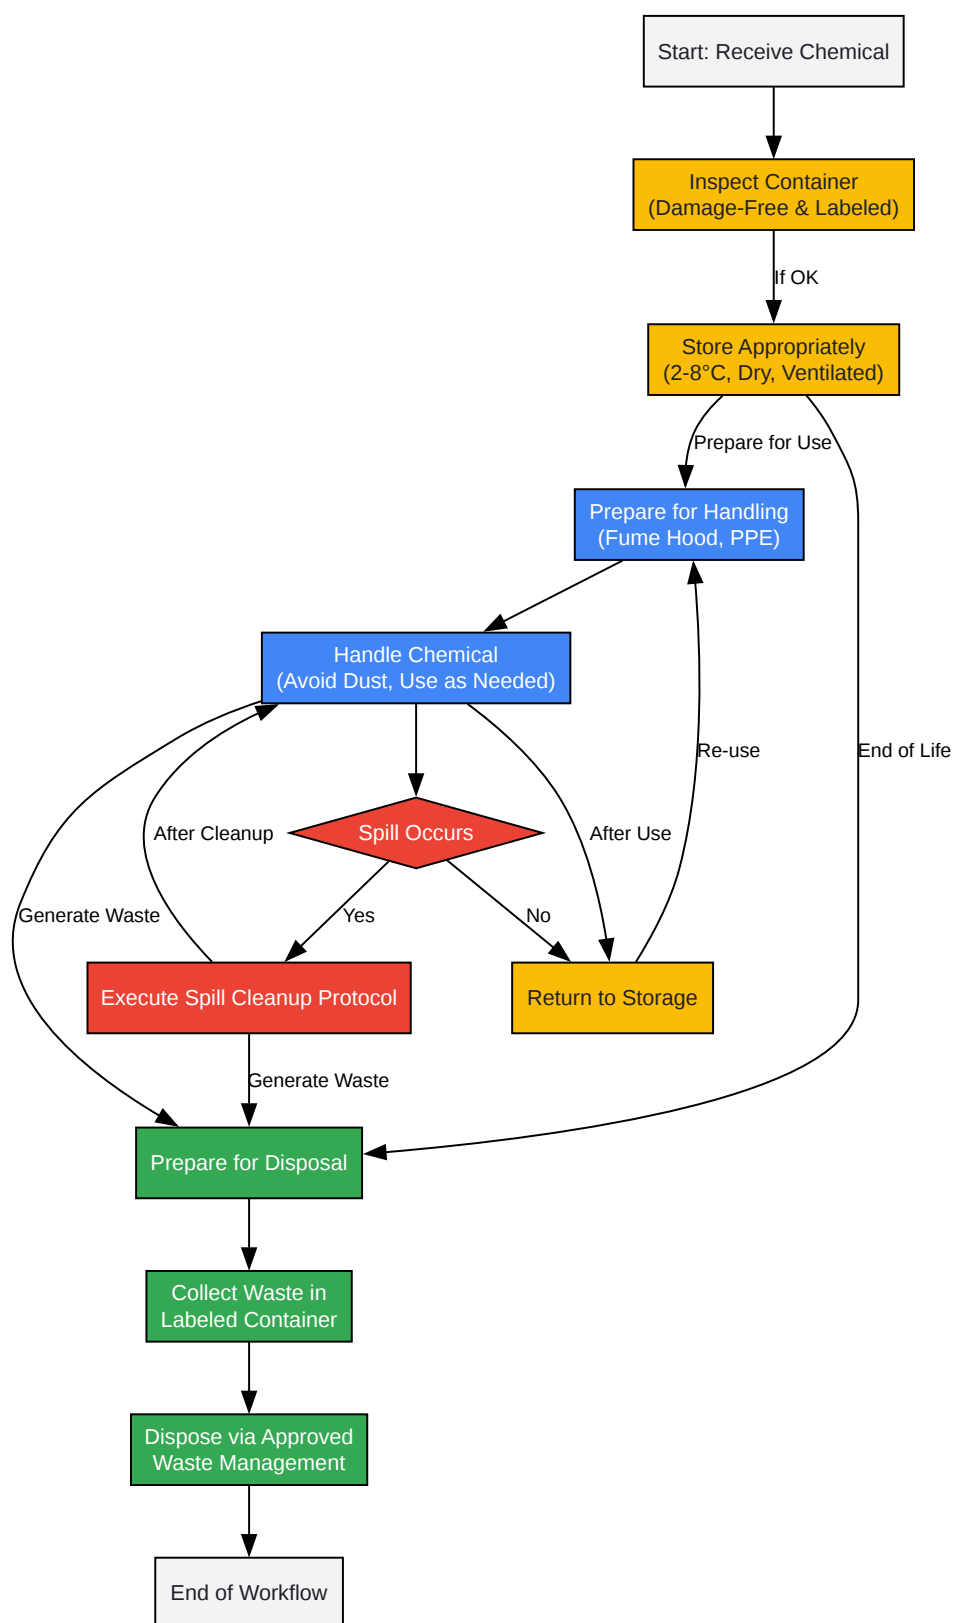 Start: Receive Chemical
Inspect Container
(Damage-Free & Labeled)
If OK
Store Appropriately
(2-8°C, Dry, Ventilated)
Prepare for Use
Prepare for Handling
(Fume Hood, PPE)
Handle Chemical
(Avoid Dust, Use as Needed)
Re-use
End of Life
After Cleanup
Spill Occurs
After Use
Generate Waste
Yes
No
Execute Spill Cleanup Protocol
Return to Storage
Generate Waste
Prepare for Disposal
Collect Waste in
Labeled Container
Dispose via Approved
Waste Management
End of Workflow